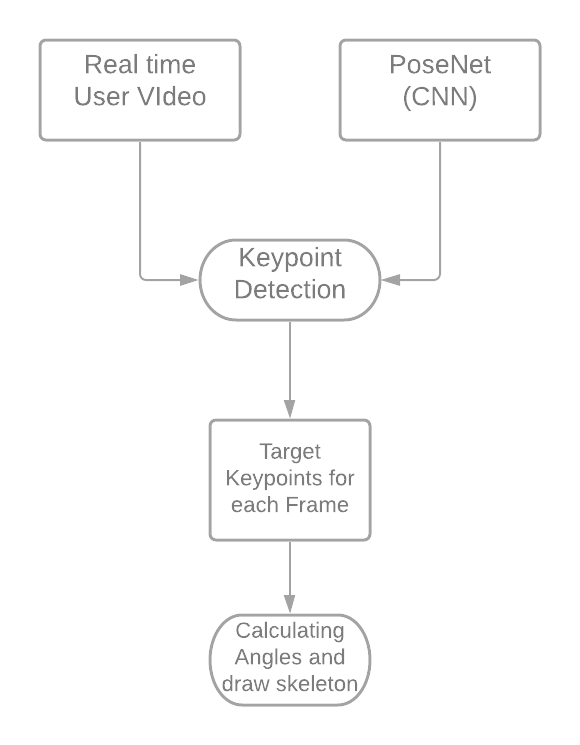 Real time
User VIdeo
PoseNet
(CNN)
Keypoint
Detection
Target
Keypoints for
each Frame
Calculating
Angles and
draw skeleton